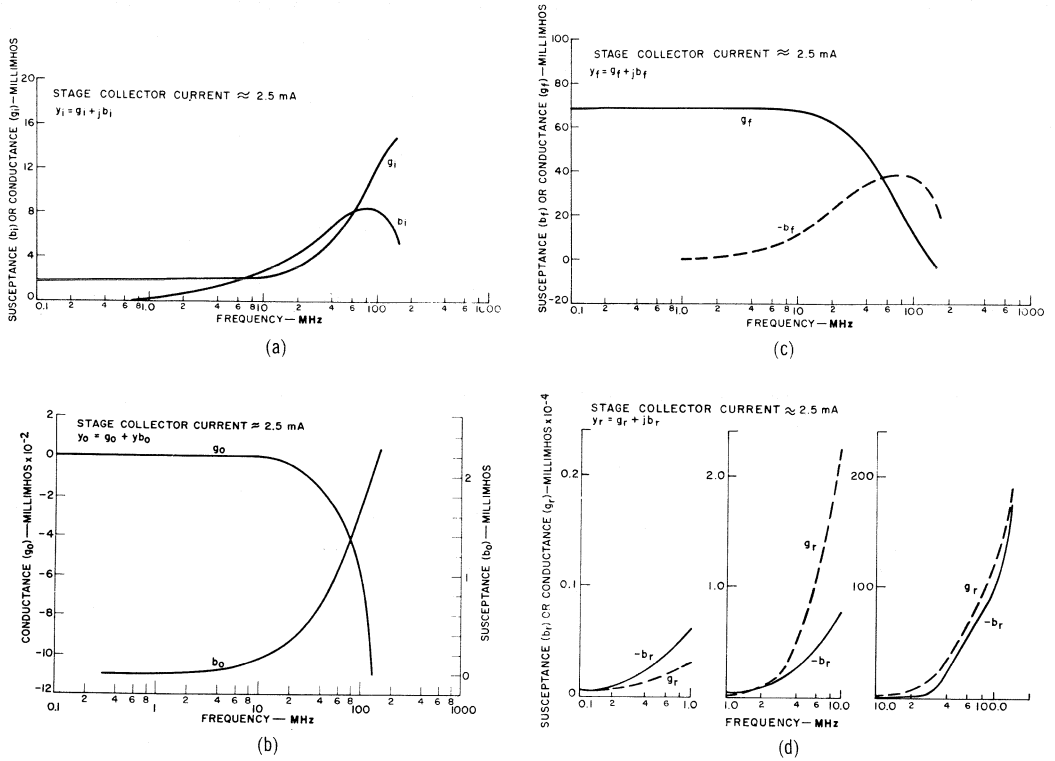 SUSCEPTANCE (bi) OR CONDUCTANCE (gi)—MILLIMHOS
STAGE COLLECTOR CURRENT ≈ 2.5 mA
yi = gi + jbi
20
16
12
8
4
0
gi
bi
0.1 2 4 6 8 1.0 2 4 6 8 10 2 4 6 8 100 2 4 6 1000
FREQUENCY—MHz
(a)
SUSCEPTANCE (bf) OR CONDUCTANCE (gf)—MILLIMHOS
STAGE COLLECTOR CURRENT ≈ 2.5 mA
yf = gf + jbf
100
80
60
40
20
0
-20
gf
-bf
0.1 2 4 6 8 1.0 2 4 6 8 10 2 4 6 8 100.0 2 4 6 1000
FREQUENCY—MHz
(c)
CONDUCTANCE (go)—MILLIMHOS x 10-2
STAGE COLLECTOR CURRENT ≈ 2.5 mA
yo = go + ybo
2
0
-2
-4
-6
-8
-10
-12
go
bo
2
1
0
SUSCEPTANCE (bo)—MILLIMHOS
2 4 6 8 1 2 4 6 8 10 2 4 6 8 100 2 4 6 8 1000
FREQUENCY—MHz
(b)
SUSCEPTANCE (br) OR CONDUCTANCE (gr)—MILLIMHOS x 10-4
STAGE COLLECTOR CURRENT ≈ 2.5 mA
yr = gr + jbr
0.2
0.1
0
-br
gr
0.1 2 4 6 1.0
2.0
1.0
gr
-br
1.0 2 4 6 10.0
200
100
gr
-br
10.0 2 4 6 100.0 2
FREQUENCY—MHz
(d)